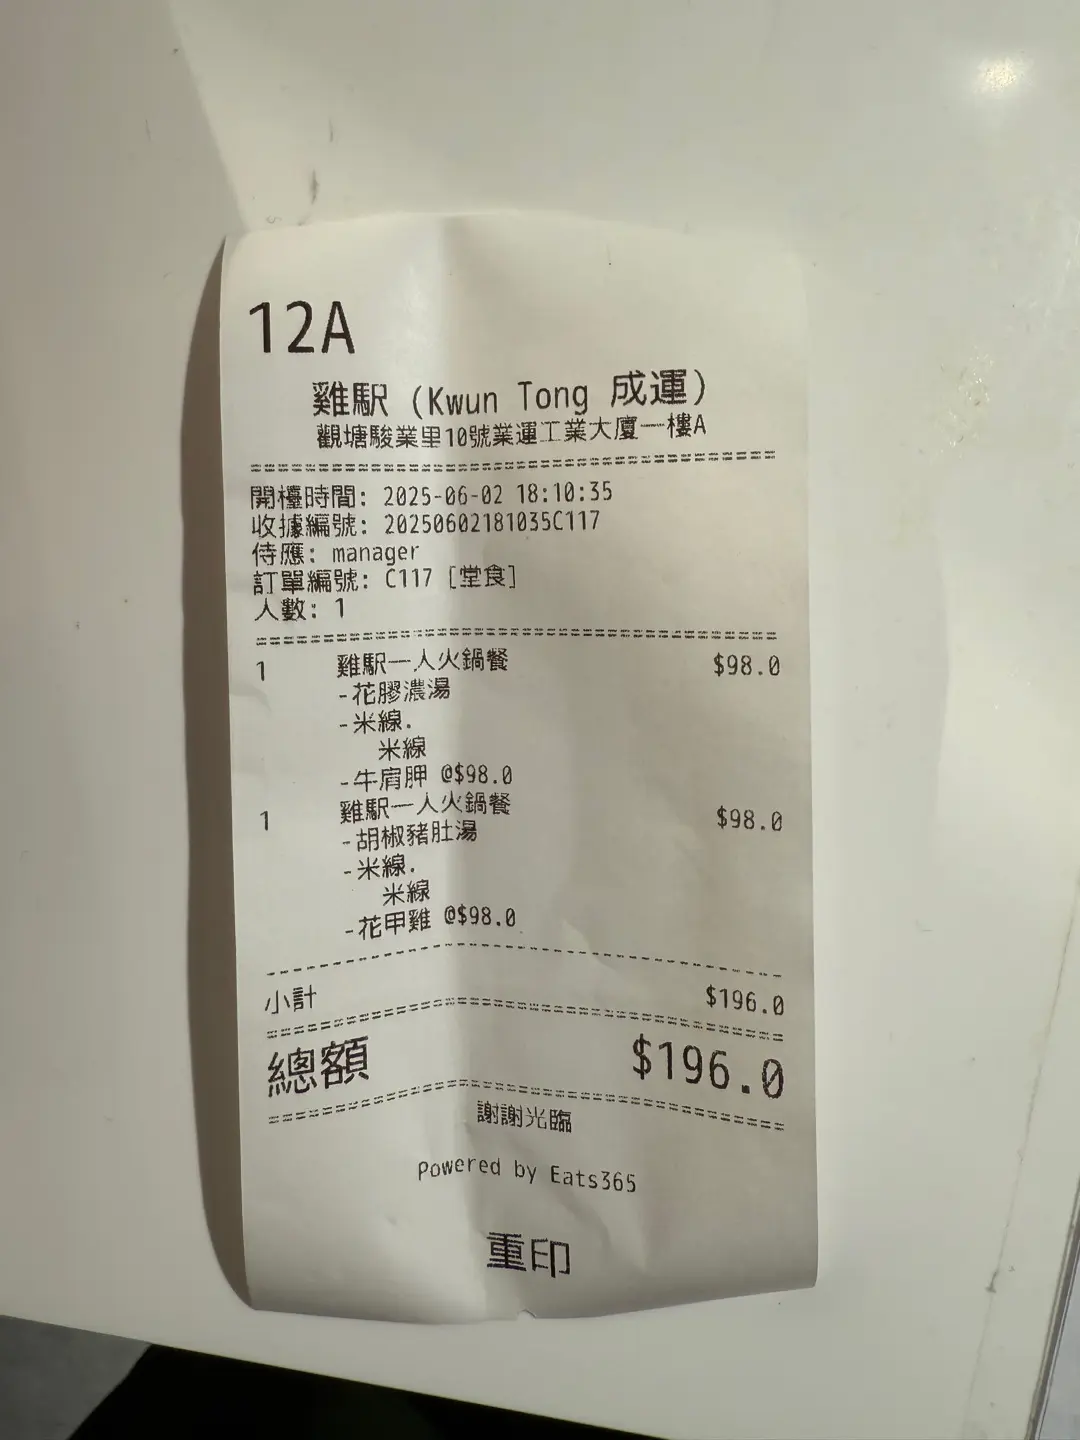 12A
雞駅 (Kwun Tong 成運)
觀塘駿業里10號業運工業大廈一樓A
開檯時間: 2025-06-02 18:10:35
收據編號: 20250602181035C117
侍應: manager
訂單編號: C117 [堂食]
人數: 1
1 雞駅一人火鍋餐 $98.0
-花膠濃湯
-米線.
米線
-牛肩胛 @$98.0
1 雞駅一人火鍋餐 $98.0
-胡椒豬肚湯
-米線.
米線
-花甲雞 @$98.0
小計 $196.0
總額 $196.0
謝謝光臨
Powered by Eats365
重印